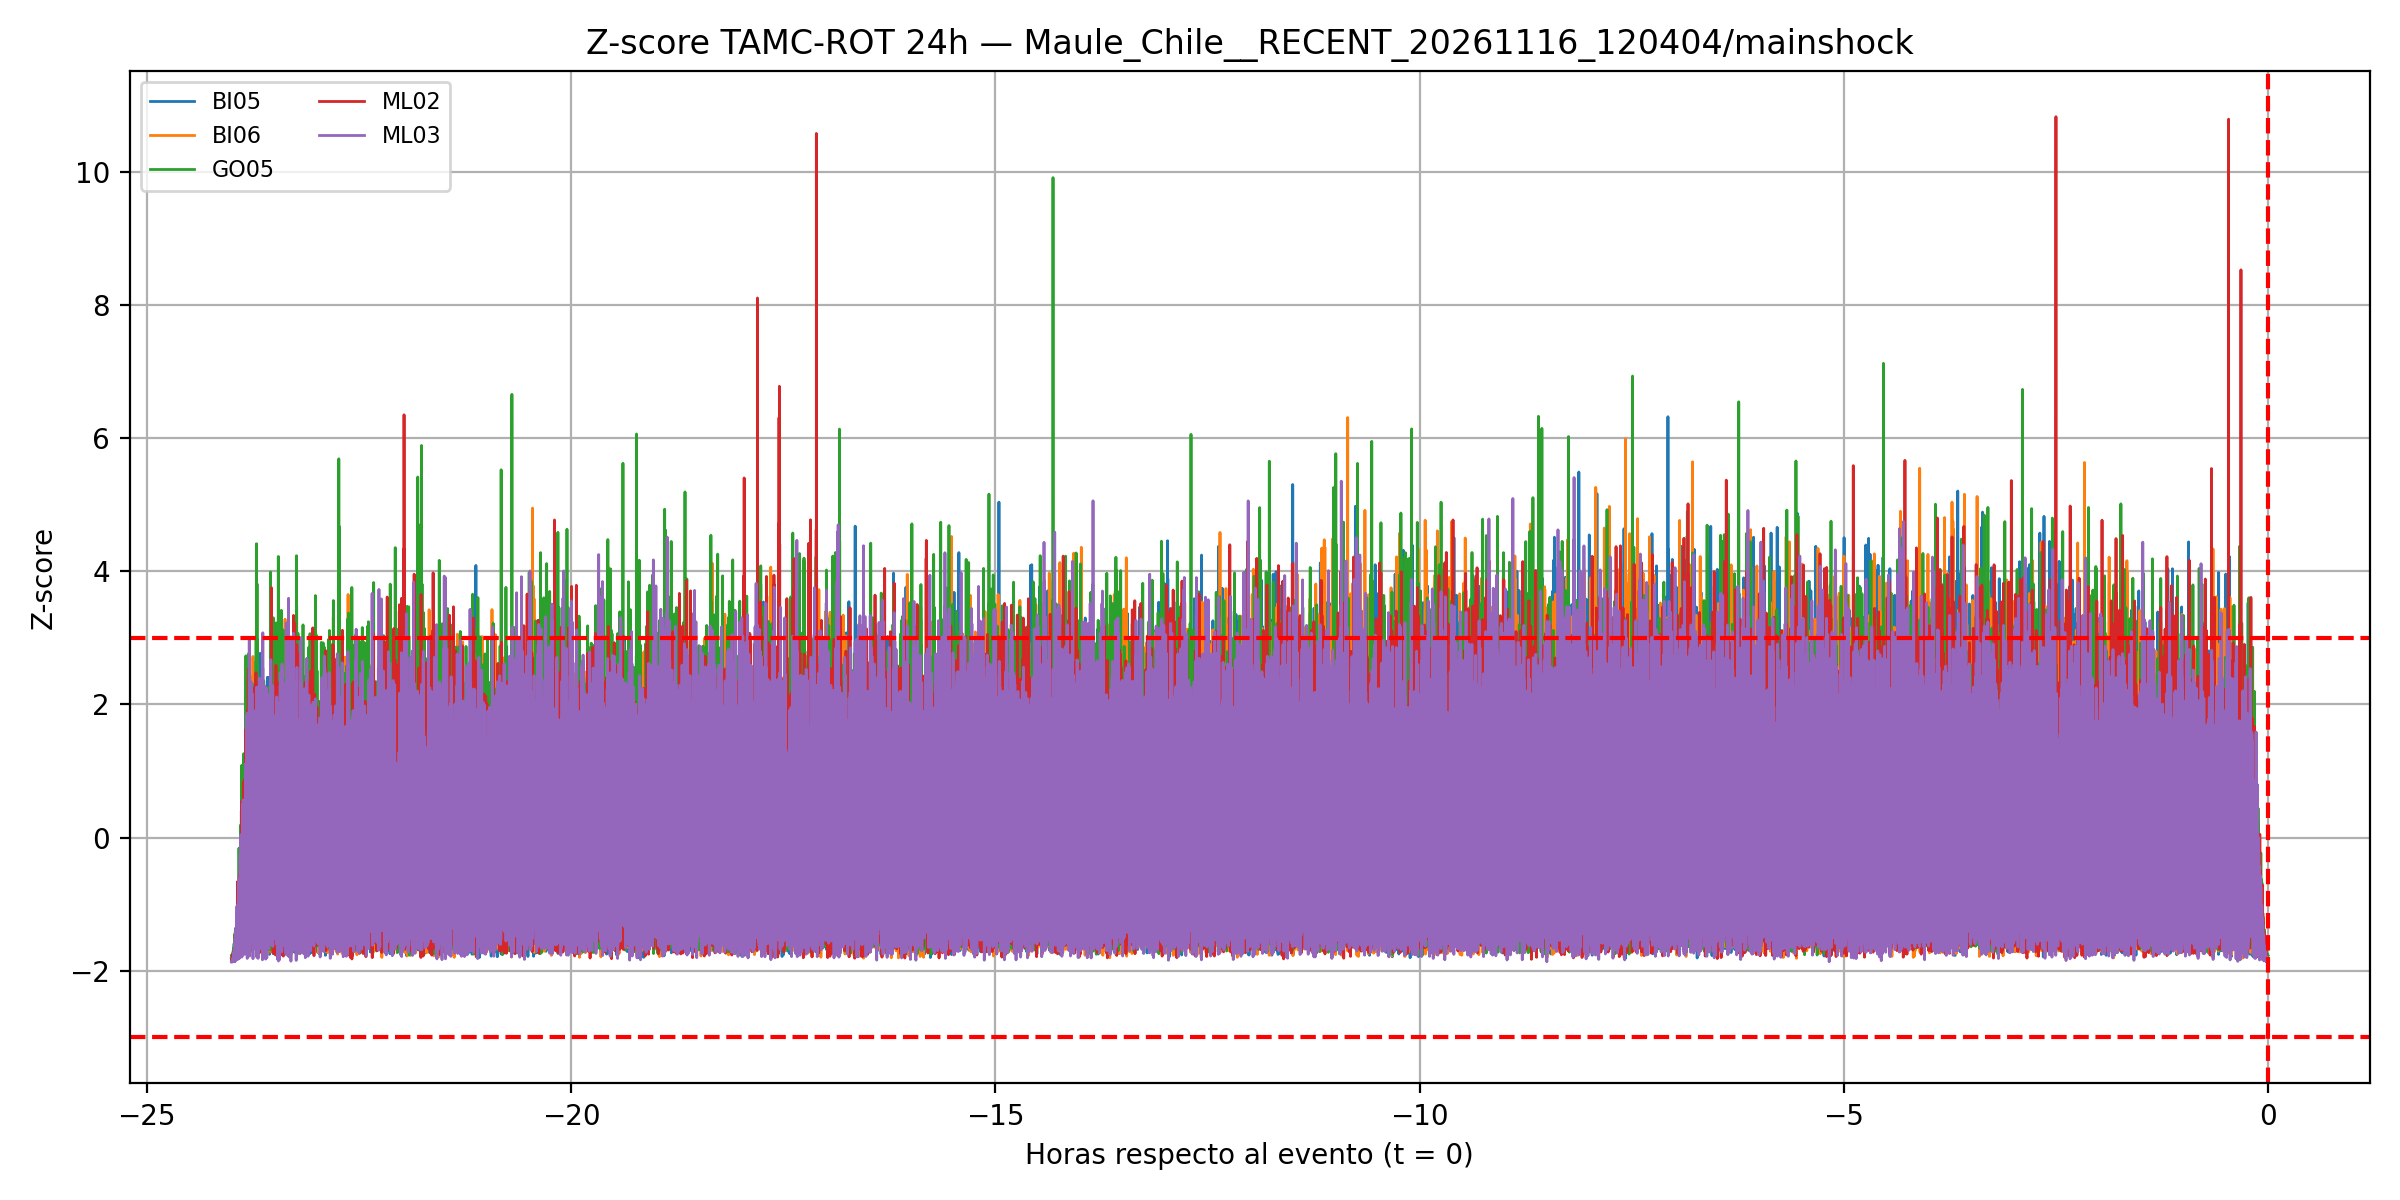 Z-score TAMC-ROT 24h — Maule_Chile__RECENT_20261116_120404/mainshock
BI05
BI06
GO05
ML02
ML03
Z-score
10
8
6
4
2
0
−2
−25
−20
−15
−10
−5
0
Horas respecto al evento (t = 0)